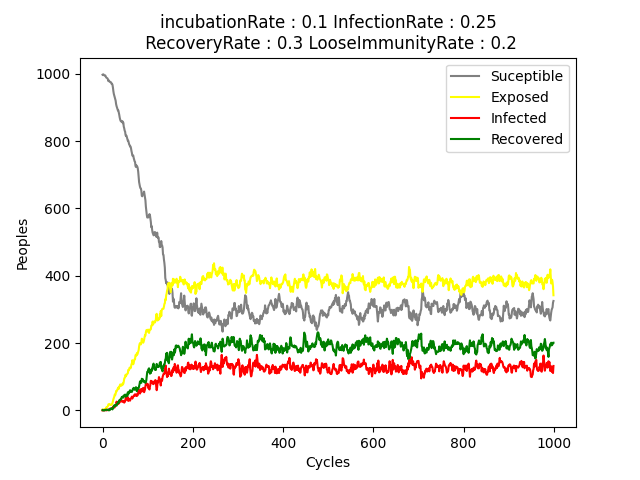 incubationRate : 0.1 InfectionRate : 0.25
RecoveryRate : 0.3 LooseImmunityRate : 0.2
1000
800
600
400
200
0
Peoples
Suceptible
Exposed
Infected
Recovered
0 200 400 600 800 1000
Cycles